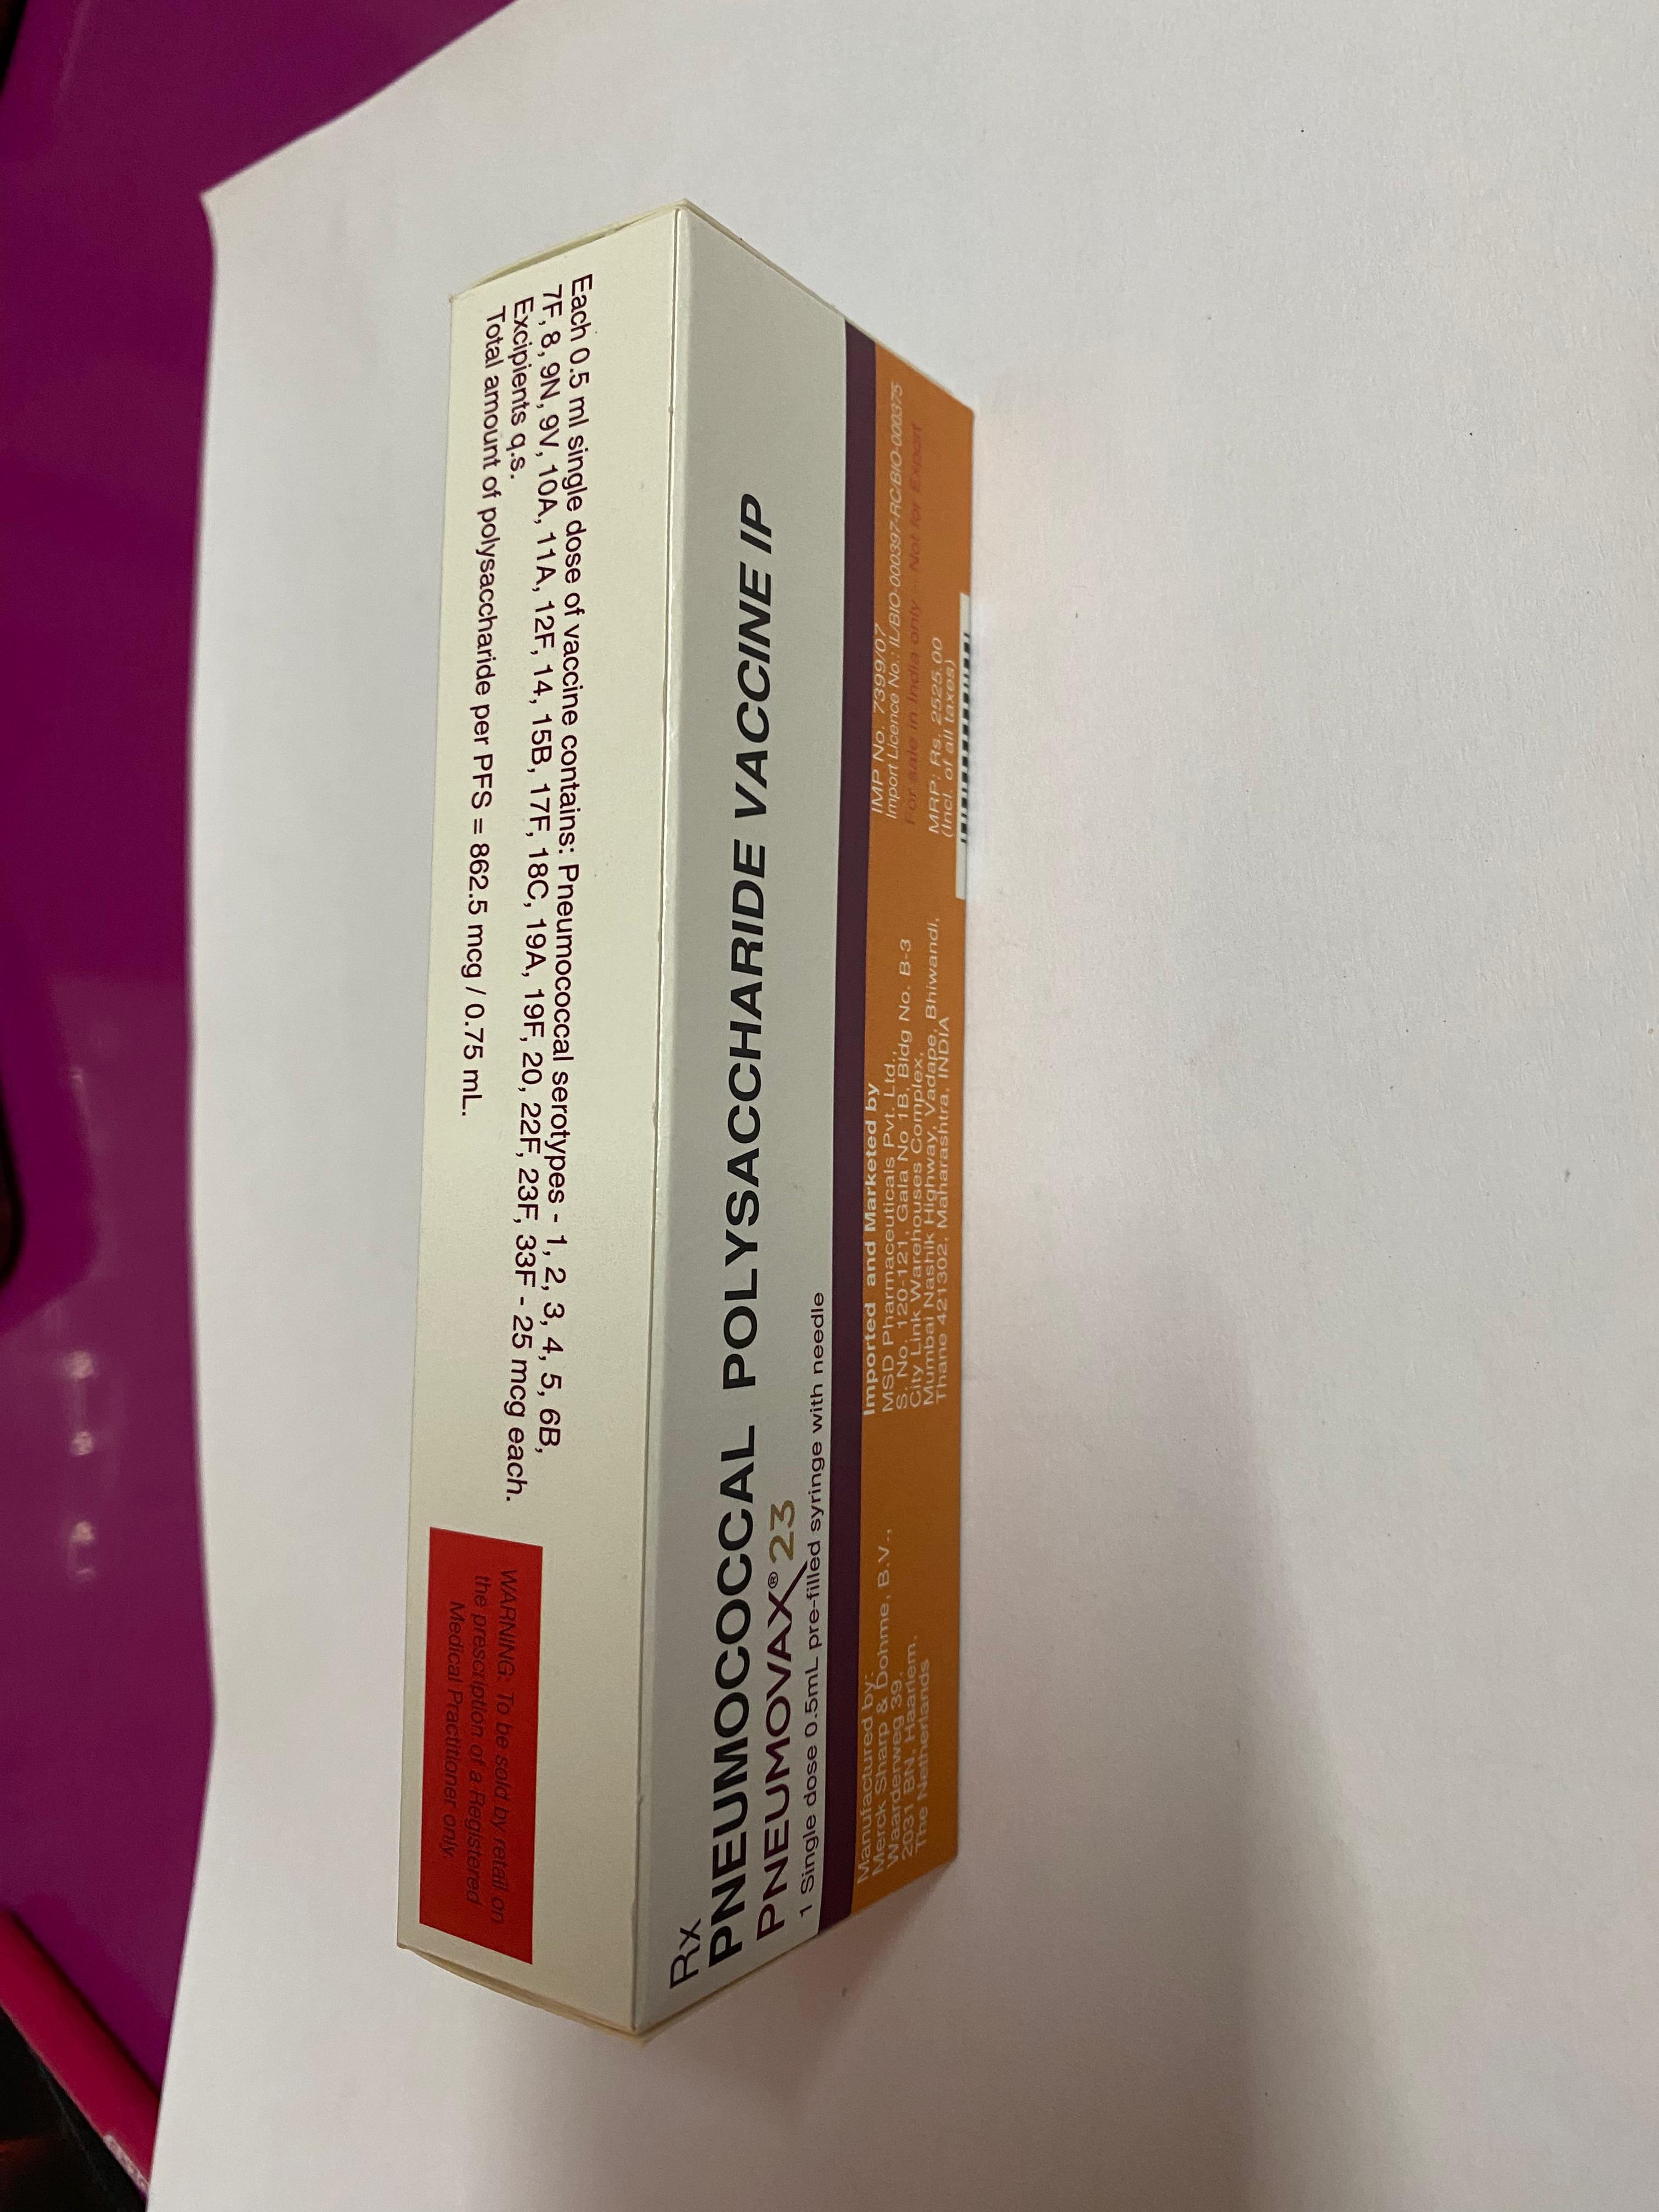 Rx
PNEUMOCOCCAL POLYSACCHARIDE VACCINE IP
PNEUMOVAX® 23
1 Single dose 0.5mL pre-filled syringe with needle
Manufactured by:
Merck Sharp & Dohme, B.V.,
Waarderweg 39,
2031 BN, Haarlem,
The Netherlands
Imported and Marketed by
MSD Pharmaceuticals Pvt. Ltd.,
S. No. 120-121, Gala No 1B, Bldg No. B-3
City Link Warehouses Complex,
Mumbai Nashik Highway, Vadape, Bhiwandi,
Thane 421302, Maharashtra, INDIA
IMP No. 7399/07
Import Licence No.: IL/BIO-000397-RC/BIO-000375
For sale in India only – Not for Export
MRP: Rs. 2525.00
(Incl. of all taxes)
Each 0.5 ml single dose of vaccine contains: Pneumococcal serotypes - 1, 2, 3, 4, 5, 6B,
7F, 8, 9N, 9V, 10A, 11A, 12F, 14, 15B, 17F, 18C, 19A, 19F, 20, 22F, 23F, 33F - 25 mcg each.
Excipients q.s.
Total amount of polysaccharide per PFS = 862.5 mcg / 0.75 mL.
WARNING: To be sold by retail on
the prescription of a Registered
Medical Practitioner only